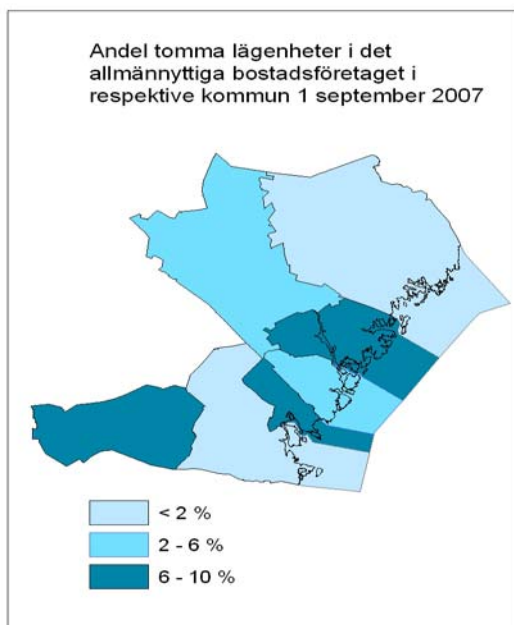 Andel tomma lägenheter i det
allmännyttiga bostadsföretaget i
respektive kommun 1 september 2007
< 2 %
2 - 6 %
6 - 10 %